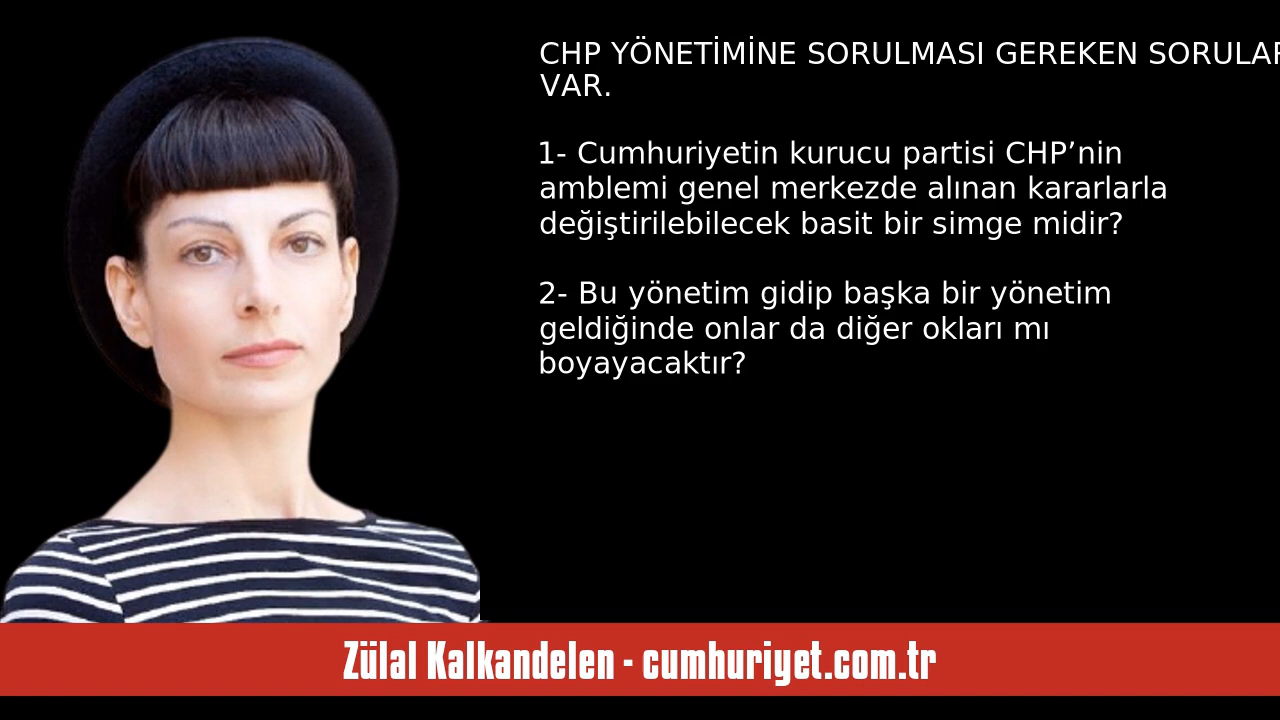 CHP YÖNETİMİNE SORULMASI GEREKEN SORULAR
VAR.
1- Cumhuriyetin kurucu partisi CHP’nin
amblemi genel merkezde alınan kararlarla
değiştirilebilecek basit bir simge midir?
2- Bu yönetim gidip başka bir yönetim
geldiğinde onlar da diğer okları mı
boyayacaktır?
Zülal Kalkandelen - cumhuriyet.com.tr